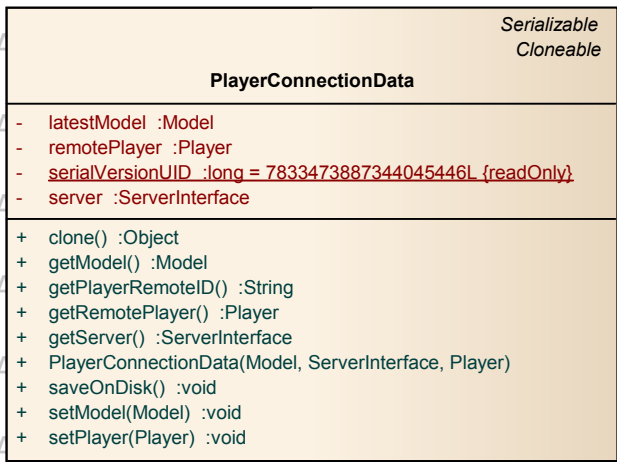 Serializable
Cloneable
PlayerConnectionData
- latestModel :Model
- remotePlayer :Player
- serialVersionUID :long = 7833473887344045446L {readOnly}
- server :ServerInterface
+ clone() :Object
+ getModel() :Model
+ getPlayerRemoteID() :String
+ getRemotePlayer() :Player
+ getServer() :ServerInterface
+ PlayerConnectionData(Model, ServerInterface, Player)
+ saveOnDisk() :void
+ setModel(Model) :void
+ setPlayer(Player) :void